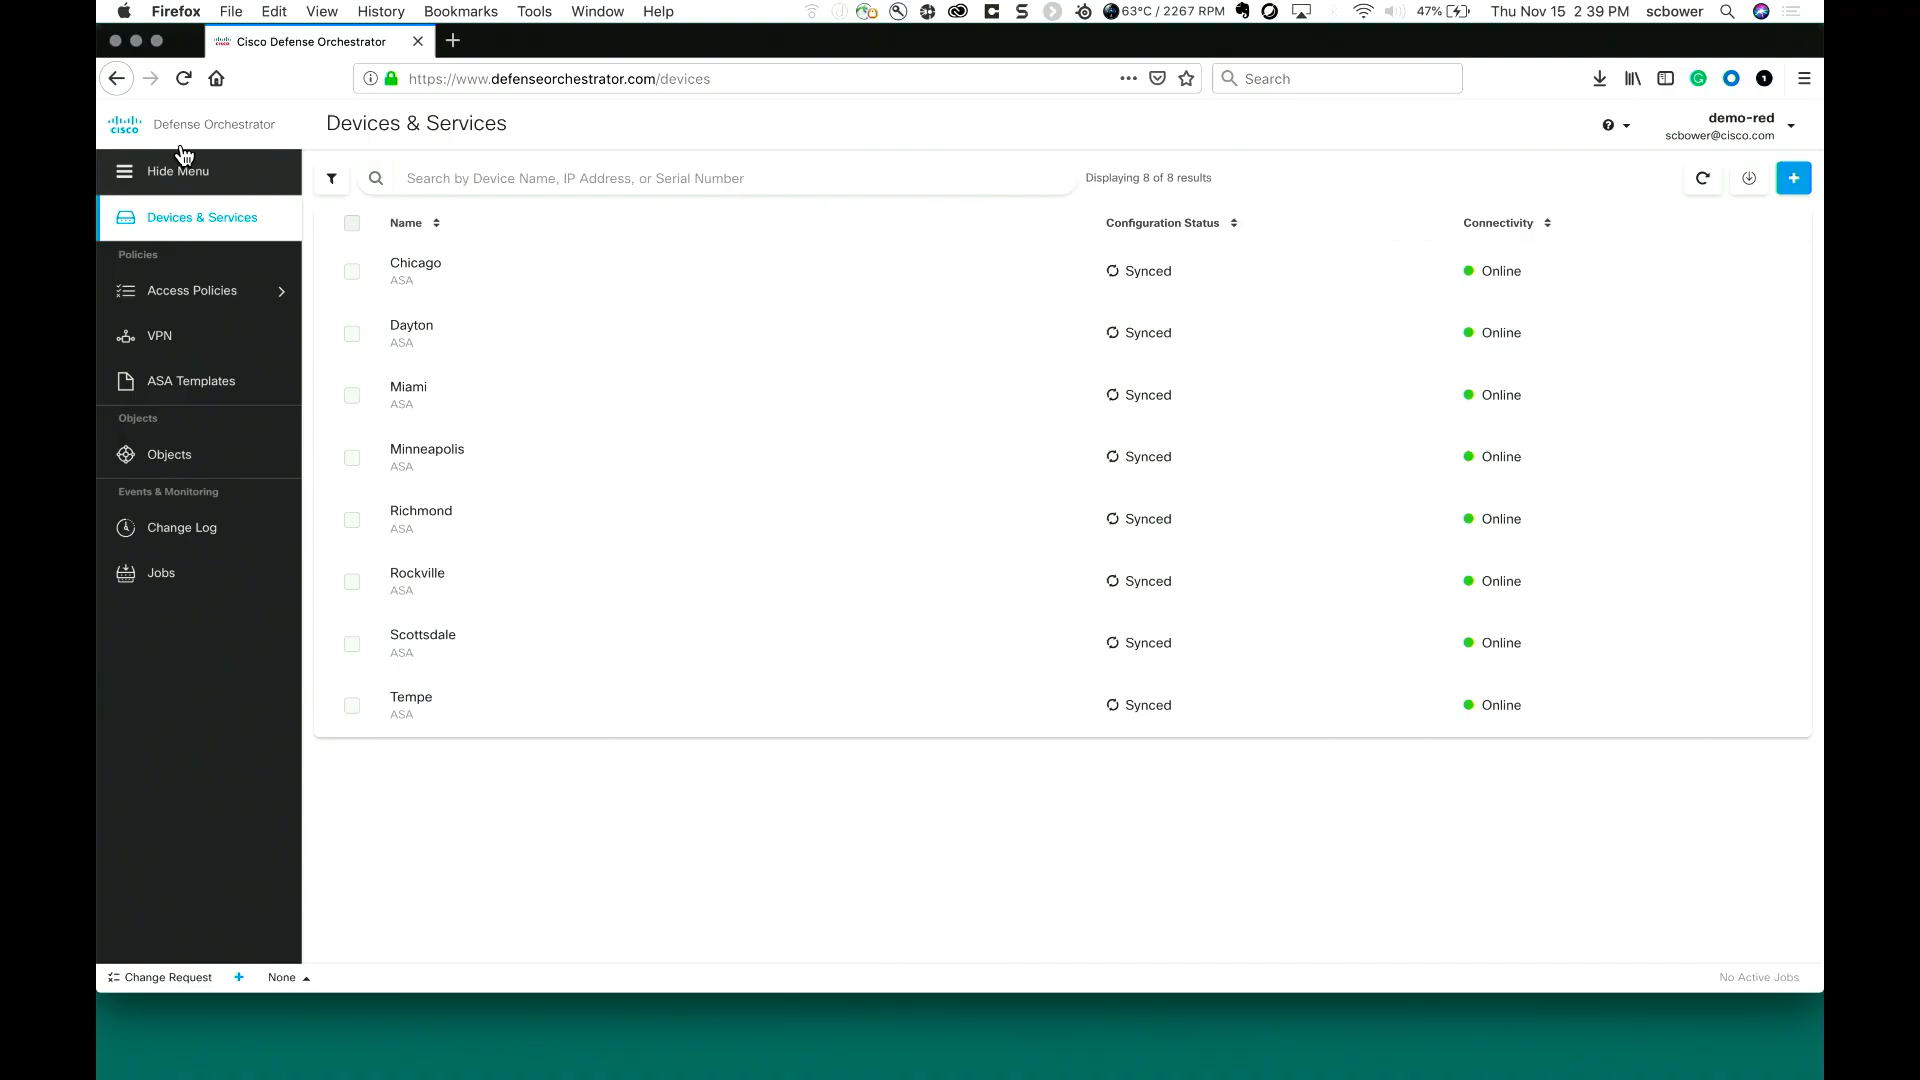 Firefox File Edit View History Bookmarks Tools Window Help 63°C / 2267 RPM 47% Thu Nov 15 2 39 PM scbower
Cisco Defense Orchestrator
https://www.defenseorchestrator.com/devices
Search
CISCO Defense Orchestrator
Devices & Services
demo-red
scbower@cisco.com
Hide Menu
Search by Device Name, IP Address, or Serial Number
Displaying 8 of 8 results
Devices & Services
Name Configuration Status Connectivity
Policies
Access Policies
VPN
ASA Templates
Objects
Objects
Events & Monitoring
Change Log
Jobs
Chicago
ASA
Synced Online
Dayton
ASA
Synced Online
Miami
ASA
Synced Online
Minneapolis
ASA
Synced Online
Richmond
ASA
Synced Online
Rockville
ASA
Synced Online
Scottsdale
ASA
Synced Online
Tempe
ASA
Synced Online
Change Request + None
No Active Jobs